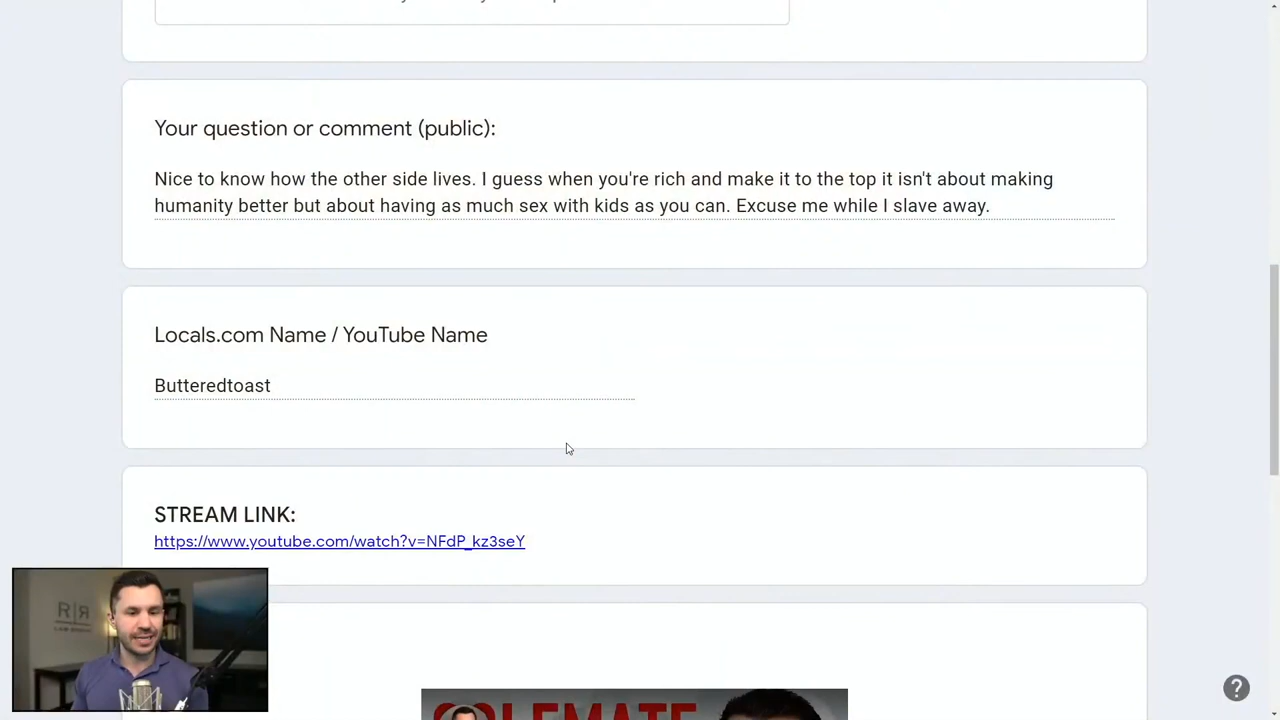 Your question or comment (public):
Nice to know how the other side lives. I guess when you're rich and make it to the top it isn't about making
humanity better but about having as much sex with kids as you can. Excuse me while I slave away.
Locals.com Name / YouTube Name
Butteredtoast
STREAM LINK:
https://www.youtube.com/watch?v=NFdP_kz3seY
R|R